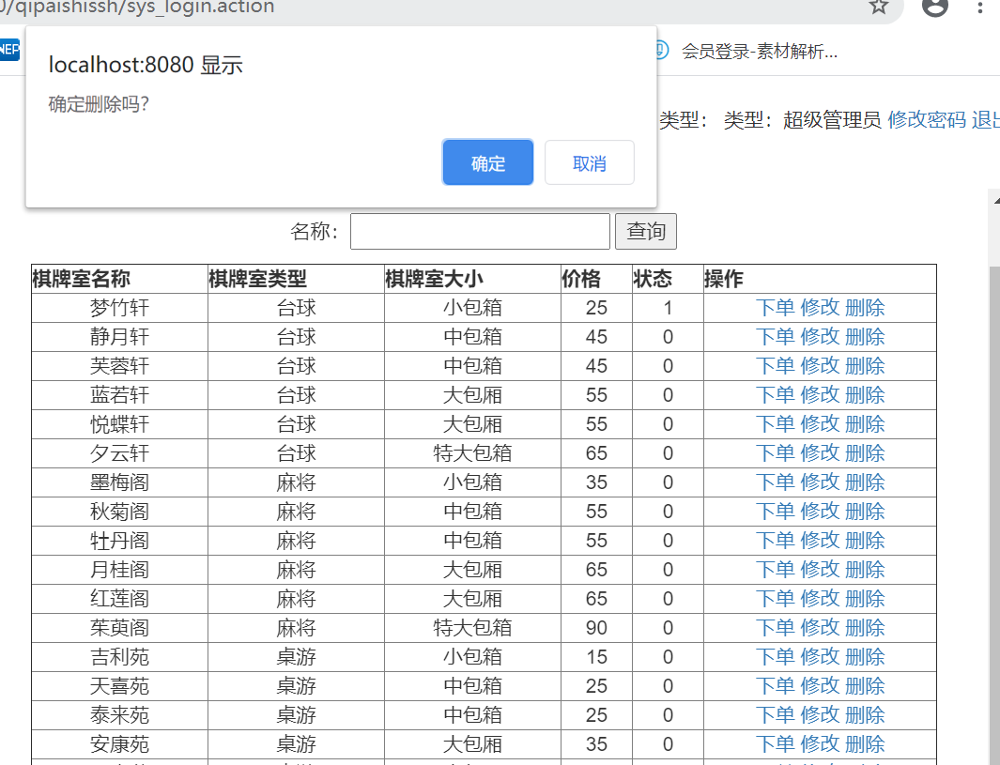 0/qipaishissh/sys_login.action
NEP
会员登录-素材解析...
localhost:8080 显示
确定删除吗?
确定 取消
类型： 类型：超级管理员 修改密码 退出
名称： 查询
棋牌室名称 棋牌室类型 棋牌室大小 价格 状态 操作
梦竹轩 台球 小包箱 25 1 下单 修改 删除
静月轩 台球 中包箱 45 0 下单 修改 删除
芙蓉轩 台球 中包箱 45 0 下单 修改 删除
蓝若轩 台球 大包厢 55 0 下单 修改 删除
悦蝶轩 台球 大包厢 55 0 下单 修改 删除
夕云轩 台球 特大包箱 65 0 下单 修改 删除
墨梅阁 麻将 小包箱 35 0 下单 修改 删除
秋菊阁 麻将 中包箱 55 0 下单 修改 删除
牡丹阁 麻将 中包箱 55 0 下单 修改 删除
月桂阁 麻将 大包厢 65 0 下单 修改 删除
红莲阁 麻将 大包厢 65 0 下单 修改 删除
茱萸阁 麻将 特大包箱 90 0 下单 修改 删除
吉利苑 桌游 小包箱 15 0 下单 修改 删除
天喜苑 桌游 中包箱 25 0 下单 修改 删除
泰来苑 桌游 中包箱 25 0 下单 修改 删除
安康苑 桌游 大包厢 35 0 下单 修改 删除